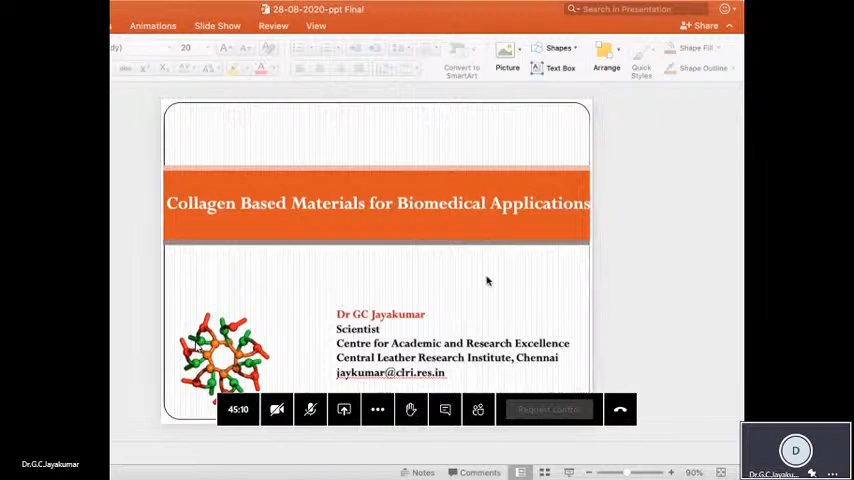 28-08-2020-ppt Final
Search in Presentation
Animations Slide Show Review View
Share
20
Convert to
SmartArt
Picture
Shapes
Text Box
Arrange
Quick
Styles
Shape Fill
Shape Outline
Collagen Based Materials for Biomedical Applications
Dr GC Jayakumar
Scientist
Centre for Academic and Research Excellence
Central Leather Research Institute, Chennai
jaykumar@clri.res.in
45:10
Request control
D
Dr.G.C.Jayaku...
Dr.G.C.Jayakumar
Notes Comments
90%